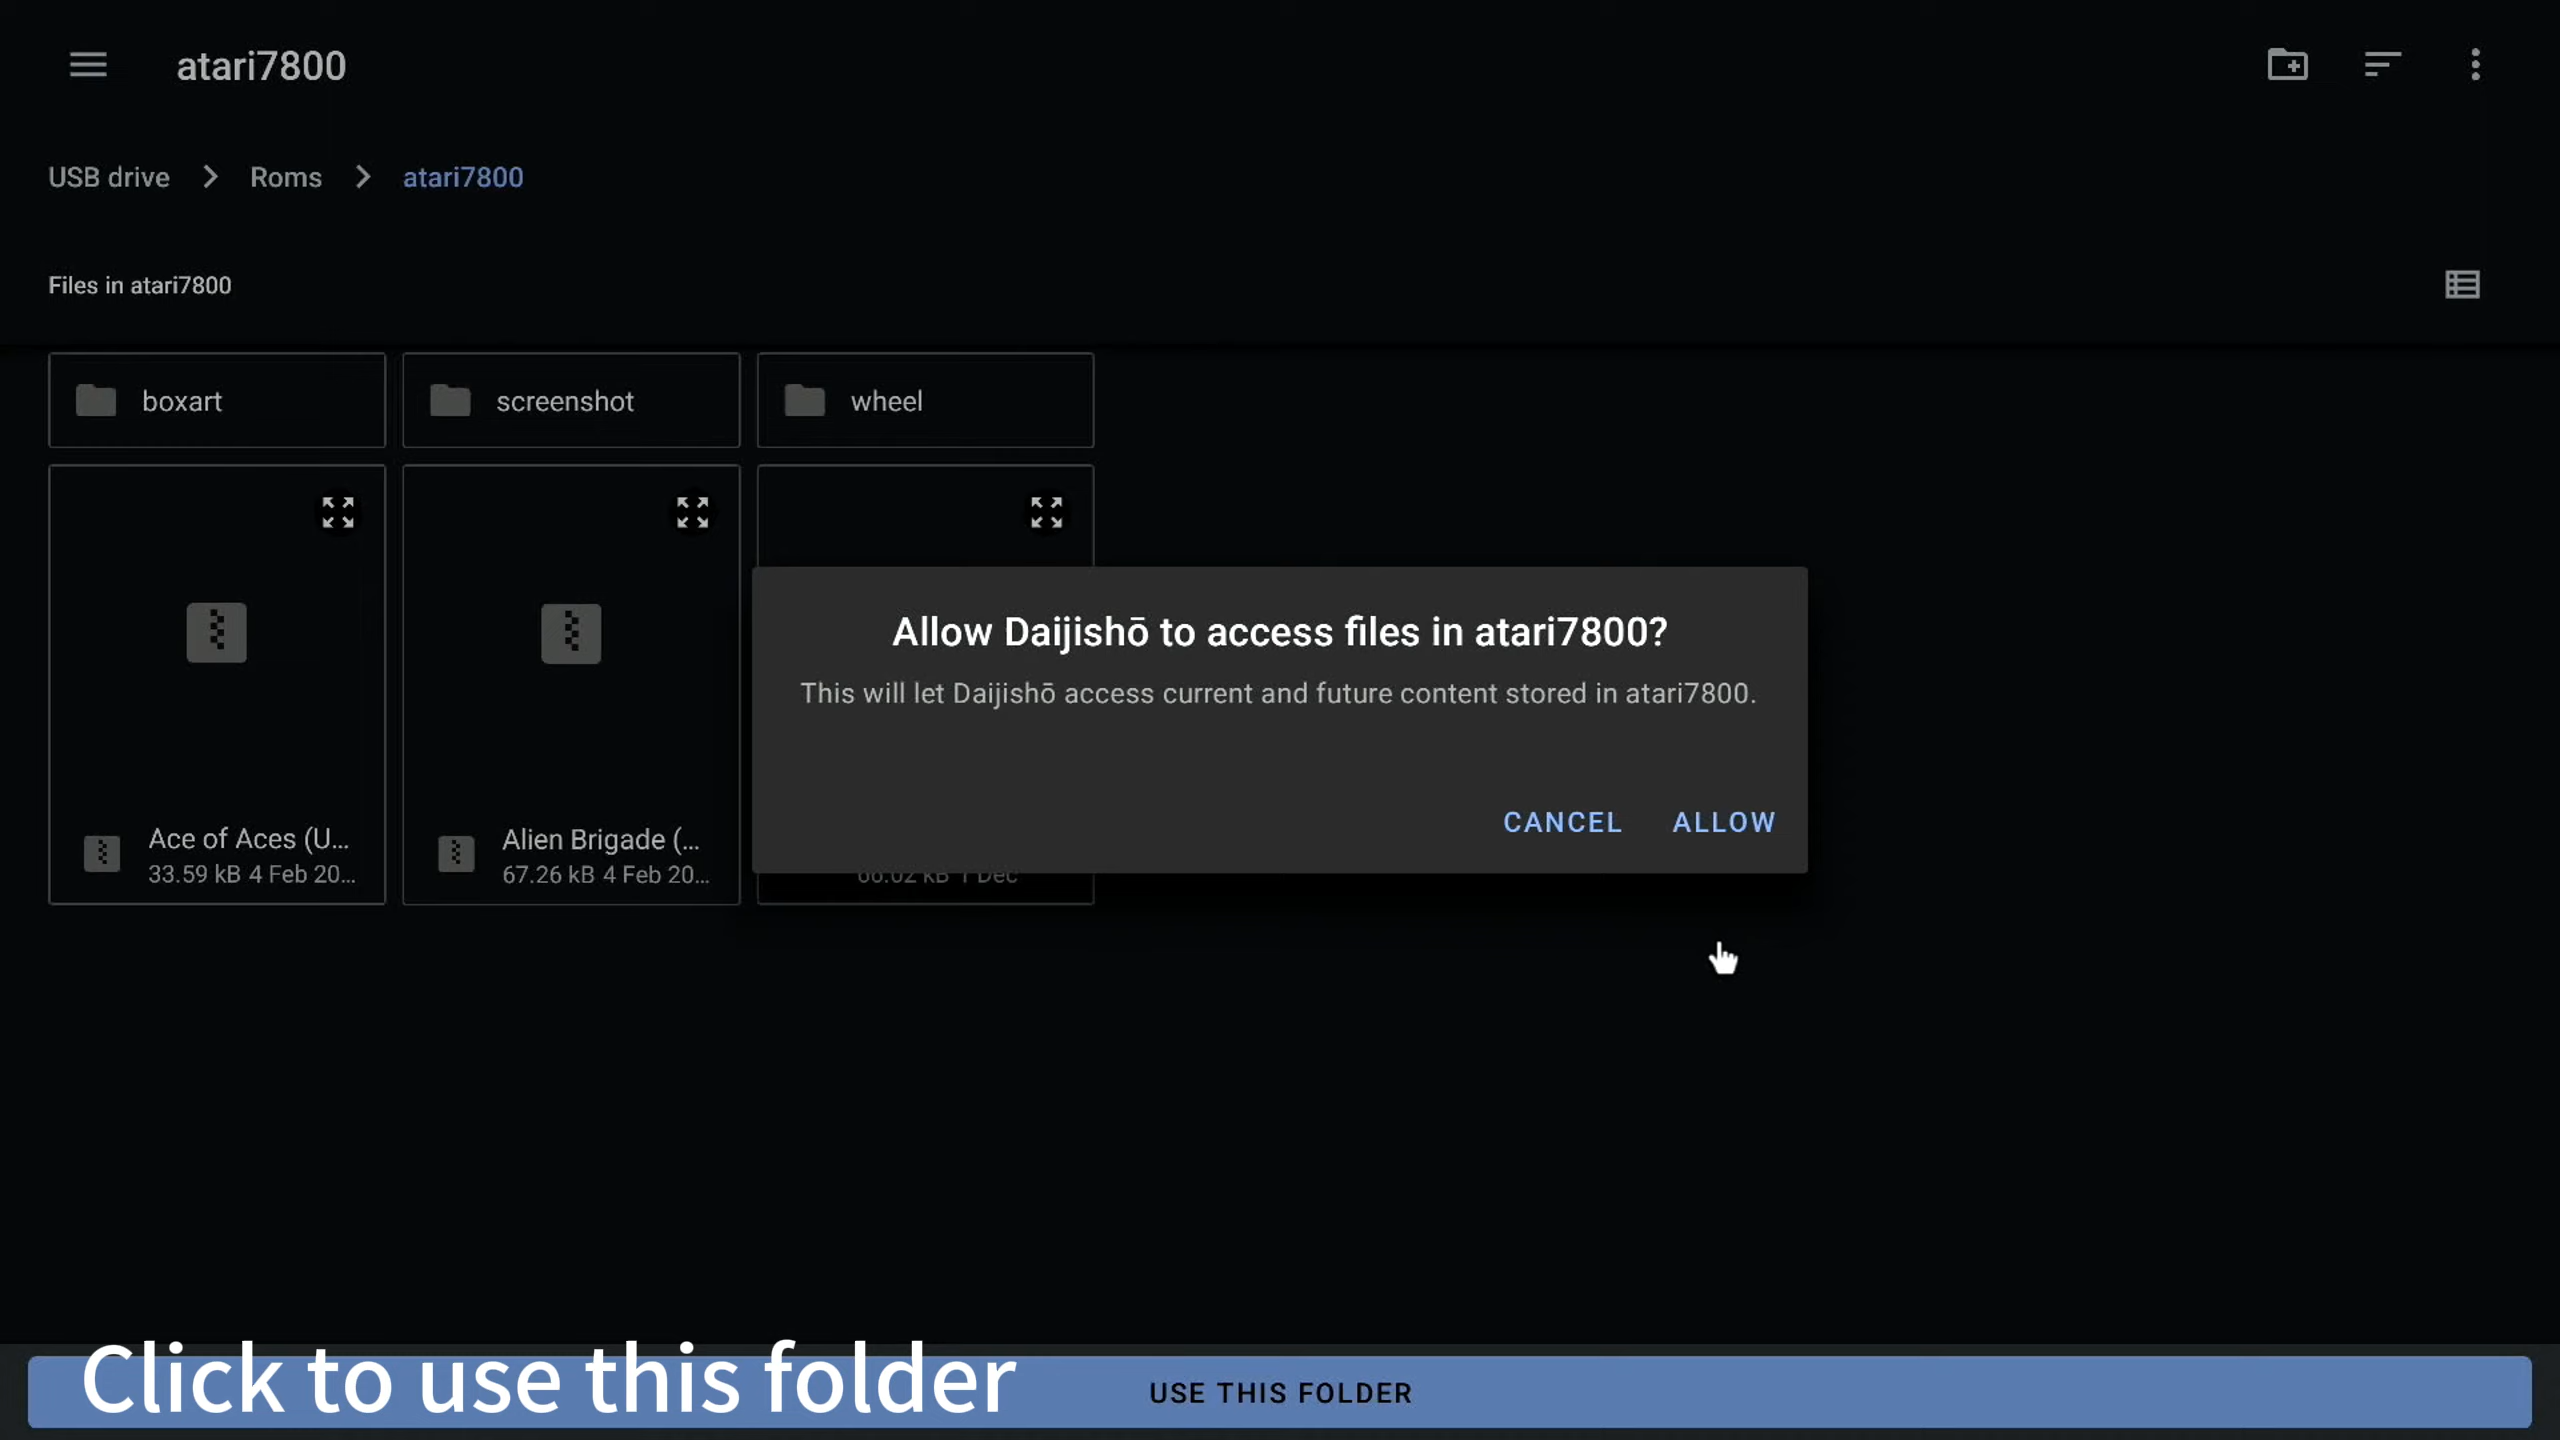 atari7800
USB drive > Roms > atari7800
Files in atari7800
boxart
screenshot
wheel
Allow Daijishō to access files in atari7800?
This will let Daijishō access current and future content stored in atari7800.
CANCEL
ALLOW
Ace of Aces (U...
33.59 kB 4 Feb 20...
Alien Brigade (...
67.26 kB 4 Feb 20...
Click to use this folder
USE THIS FOLDER